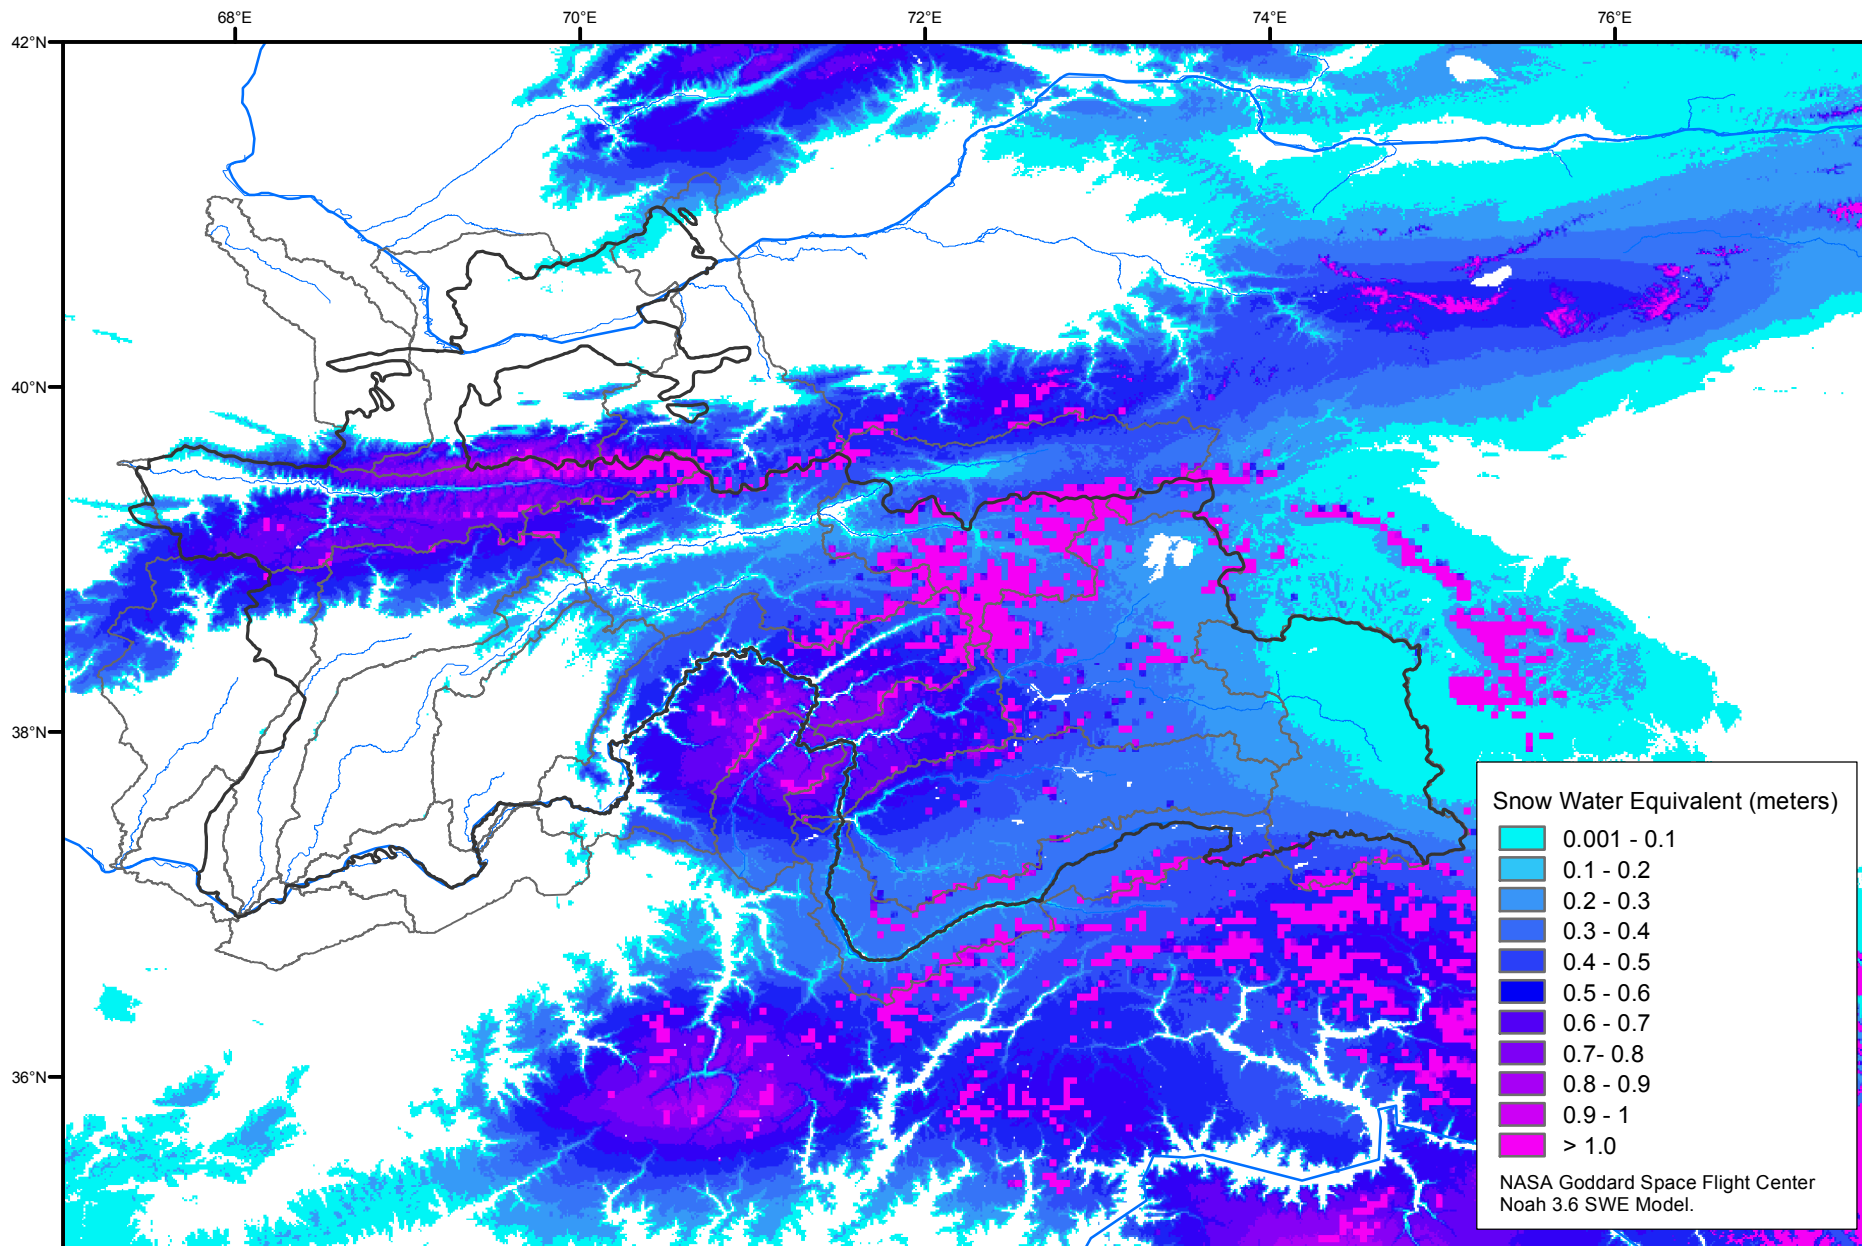 68°E
70°E
72°E
74°E
76°E
42°N
40°N
38°N
36°N
Snow Water Equivalent (meters)
0.001 - 0.1
0.1 - 0.2
0.2 - 0.3
0.3 - 0.4
0.4 - 0.5
0.5 - 0.6
0.6 - 0.7
0.7- 0.8
0.8 - 0.9
0.9 - 1
> 1.0
NASA Goddard Space Flight Center
Noah 3.6 SWE Model.